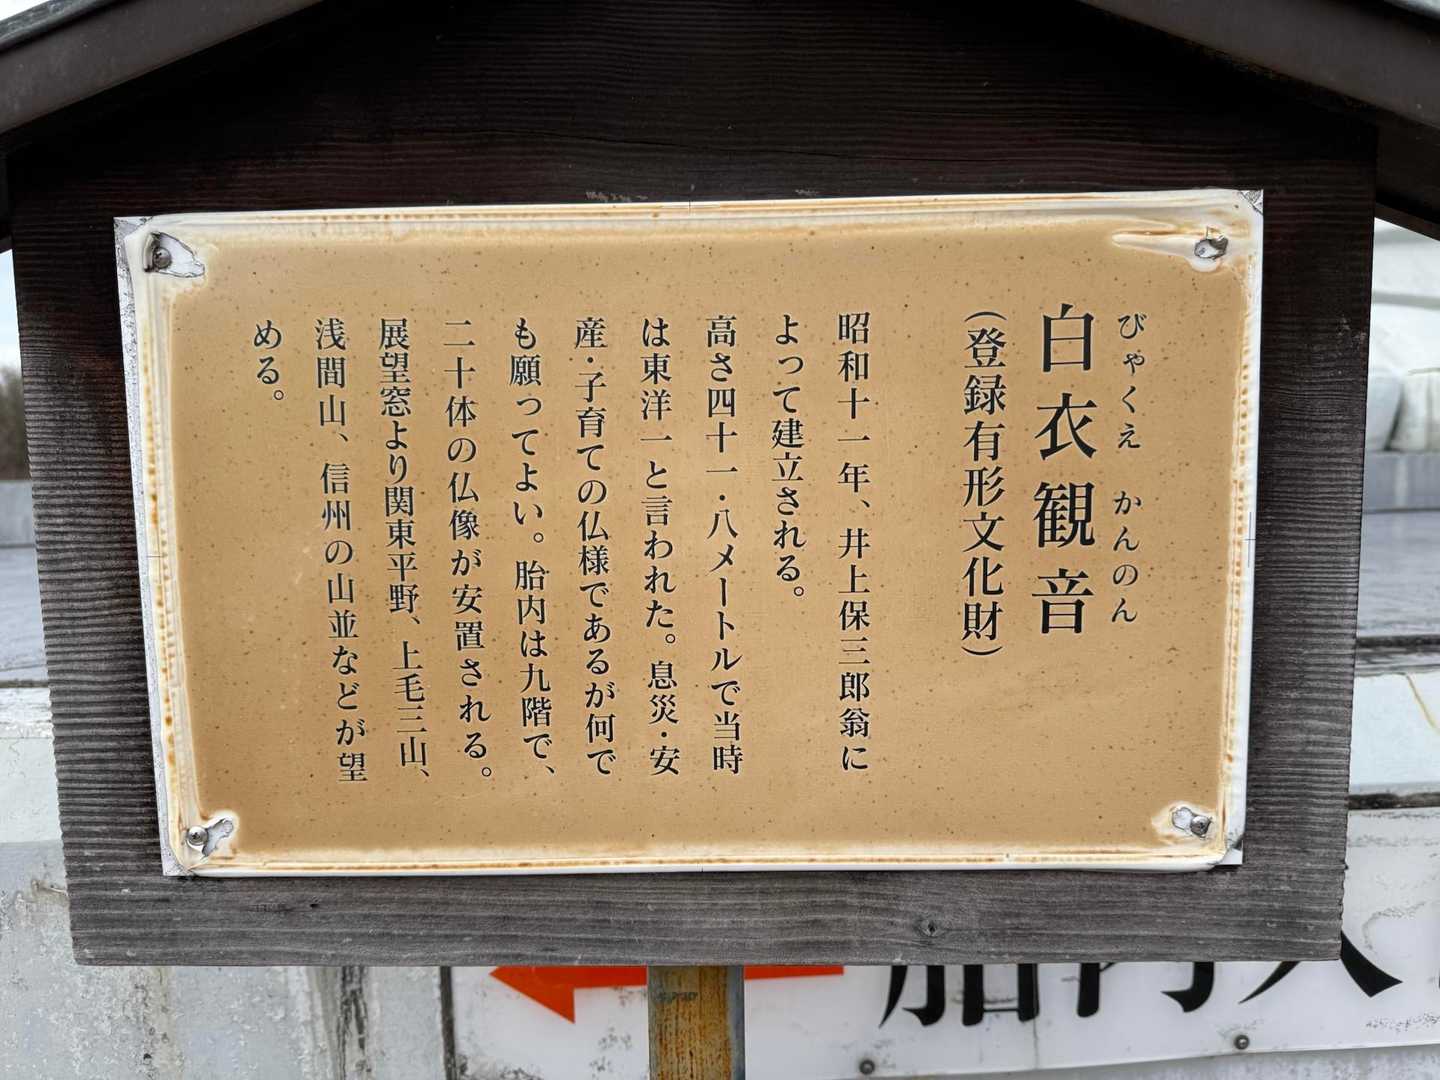 びゃくえ かんのん
白衣観音
(登録有形文化財)
昭和十一年、井上保三郎翁に
よって建立される。
高さ四十一・八メートルで当時
は東洋一と言われた。息災・安
産・子育ての仏様であるが何で
も願ってよい。胎内は九階で、
二十体の仏像が安置される。
展望窓より関東平野、上毛三山、
浅間山、信州の山並などが望
める。
胎内入